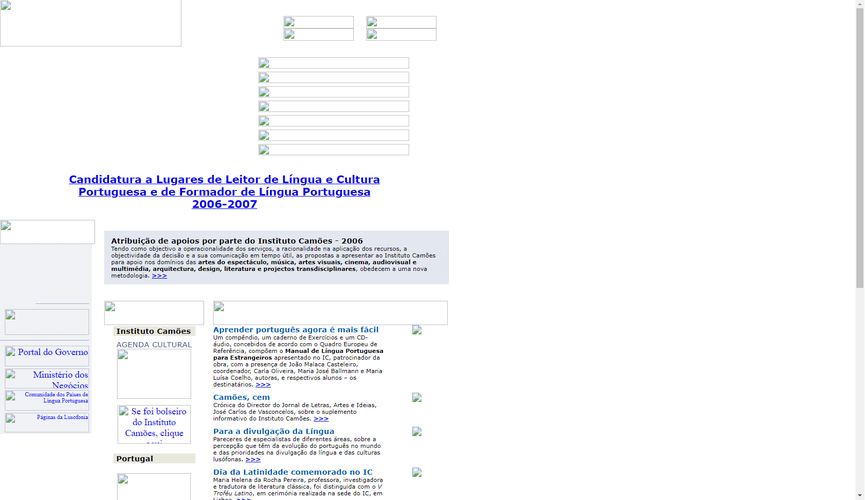 Candidatura a Lugares de Leitor de Língua e Cultura
Portuguesa e de Formador de Língua Portuguesa
2006-2007
Atribuição de apoios por parte do Instituto Camões - 2006
Tendo como objectivo a operacionalidade dos serviços, a racionalidade na aplicação dos recursos, a
objectividade da decisão e a sua comunicação em tempo útil, as propostas a apresentar ao Instituto Camões
para apoio nos domínios das artes do espectáculo, música, artes visuais, cinema, audiovisual e
multimédia, arquitectura, design, literatura e projectos transdisciplinares, obedecem a uma nova
metodologia. >>>
Portal do Governo
Ministério dos
Negócios
Comunidade dos Países de
Língua Portuguesa
Páginas da Lusofonia
Instituto Camões
AGENDA CULTURAL
Se foi bolseiro
do Instituto
Camões, clique
Portugal
Aprender português agora é mais fácil
Um compêndio, um caderno de Exercícios e um CD-
áudio, concebidos de acordo com o Quadro Europeu de
Referência, compõem o Manual de Língua Portuguesa
para Estrangeiros apresentado no IC, patrocinador da
obra, com a presença de João Malaca Casteleiro,
coordenador, Carla Oliveira, Maria José Ballmann e Maria
Luísa Coelho, autoras, e respectivos alunos – os
destinatários. >>>
Camões, cem
Crónica do Director do Jornal de Letras, Artes e Ideias,
José Carlos de Vasconcelos, sobre o suplemento
informativo do Instituto Camões. >>>
Para a divulgação da Língua
Pareceres de especialistas de diferentes áreas, sobre a
percepção que têm da evolução do português no mundo
e das prioridades na divulgação da língua e das culturas
lusófonas. >>>
Dia da Latinidade comemorado no IC
Maria Helena da Rocha Pereira, professora, investigadora
e tradutora de literatura clássica, foi distinguida com o V
Troféu Latino, em cerimónia realizada na sede do IC, em